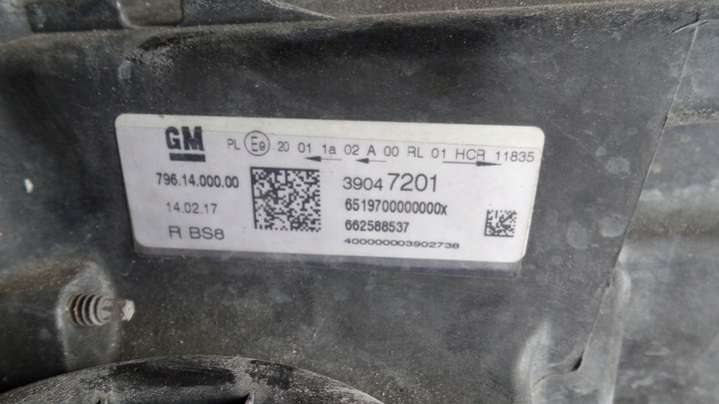 GM PL E9 20 01 1a 02 A 00 RL 01 HCR 11835
796.14.000.00
39047201
14.02.17
6519700000000x
R BS8
662588537
400000003902738